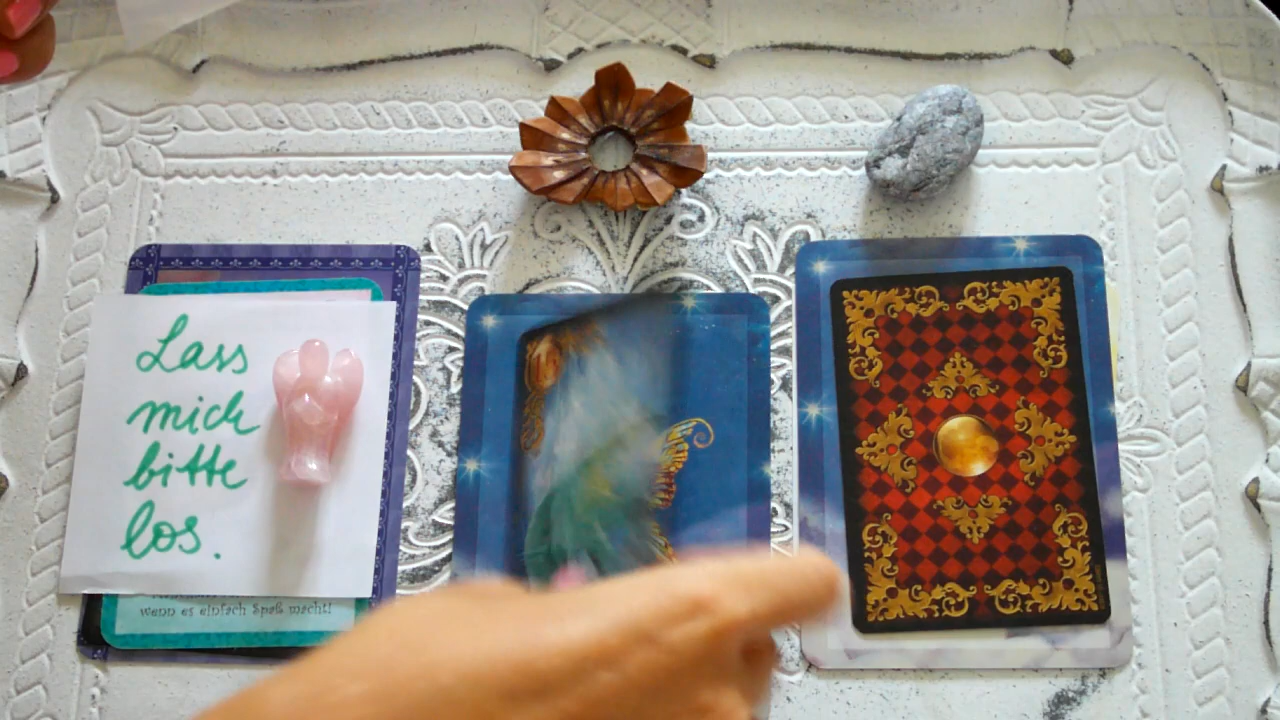 Lass
mich
bitte
los.
wenn es einfach Spaß macht!